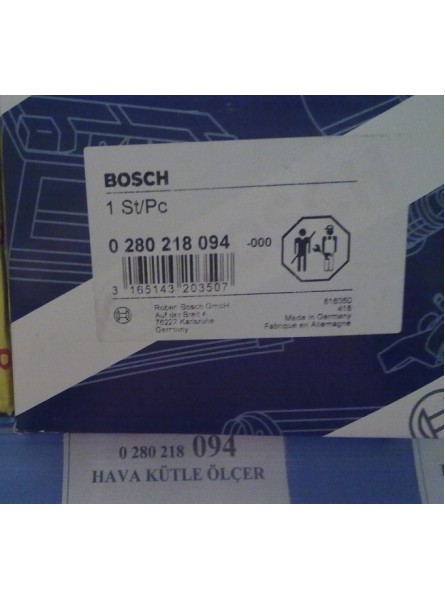 BOSCH
1 St/Pc
0 280 218 094 -000
3 165143 203507
Robert Bosch GmbH
Auf der Breit 4
76227 Karlsruhe
Germany
616350
418
Made in Germany
Fabriqué en Allemagne
0 280 218 094
HAVA KÜTLE ÖLÇER